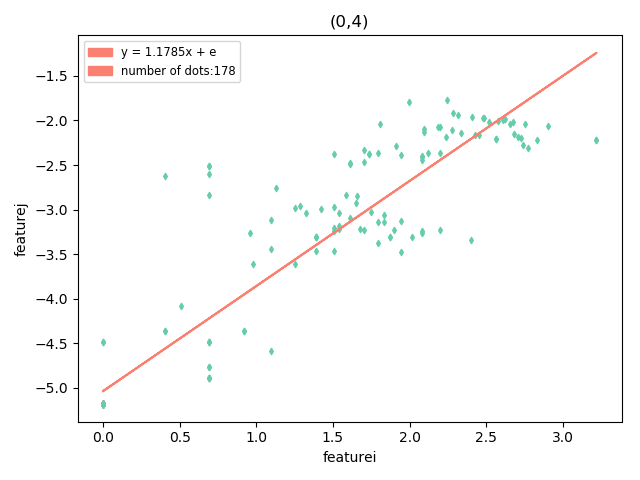 (0,4)
y = 1.1785x + e
number of dots:178
featurej
−1.5
−2.0
−2.5
−3.0
−3.5
−4.0
−4.5
−5.0
0.0 0.5 1.0 1.5 2.0 2.5 3.0
featurei